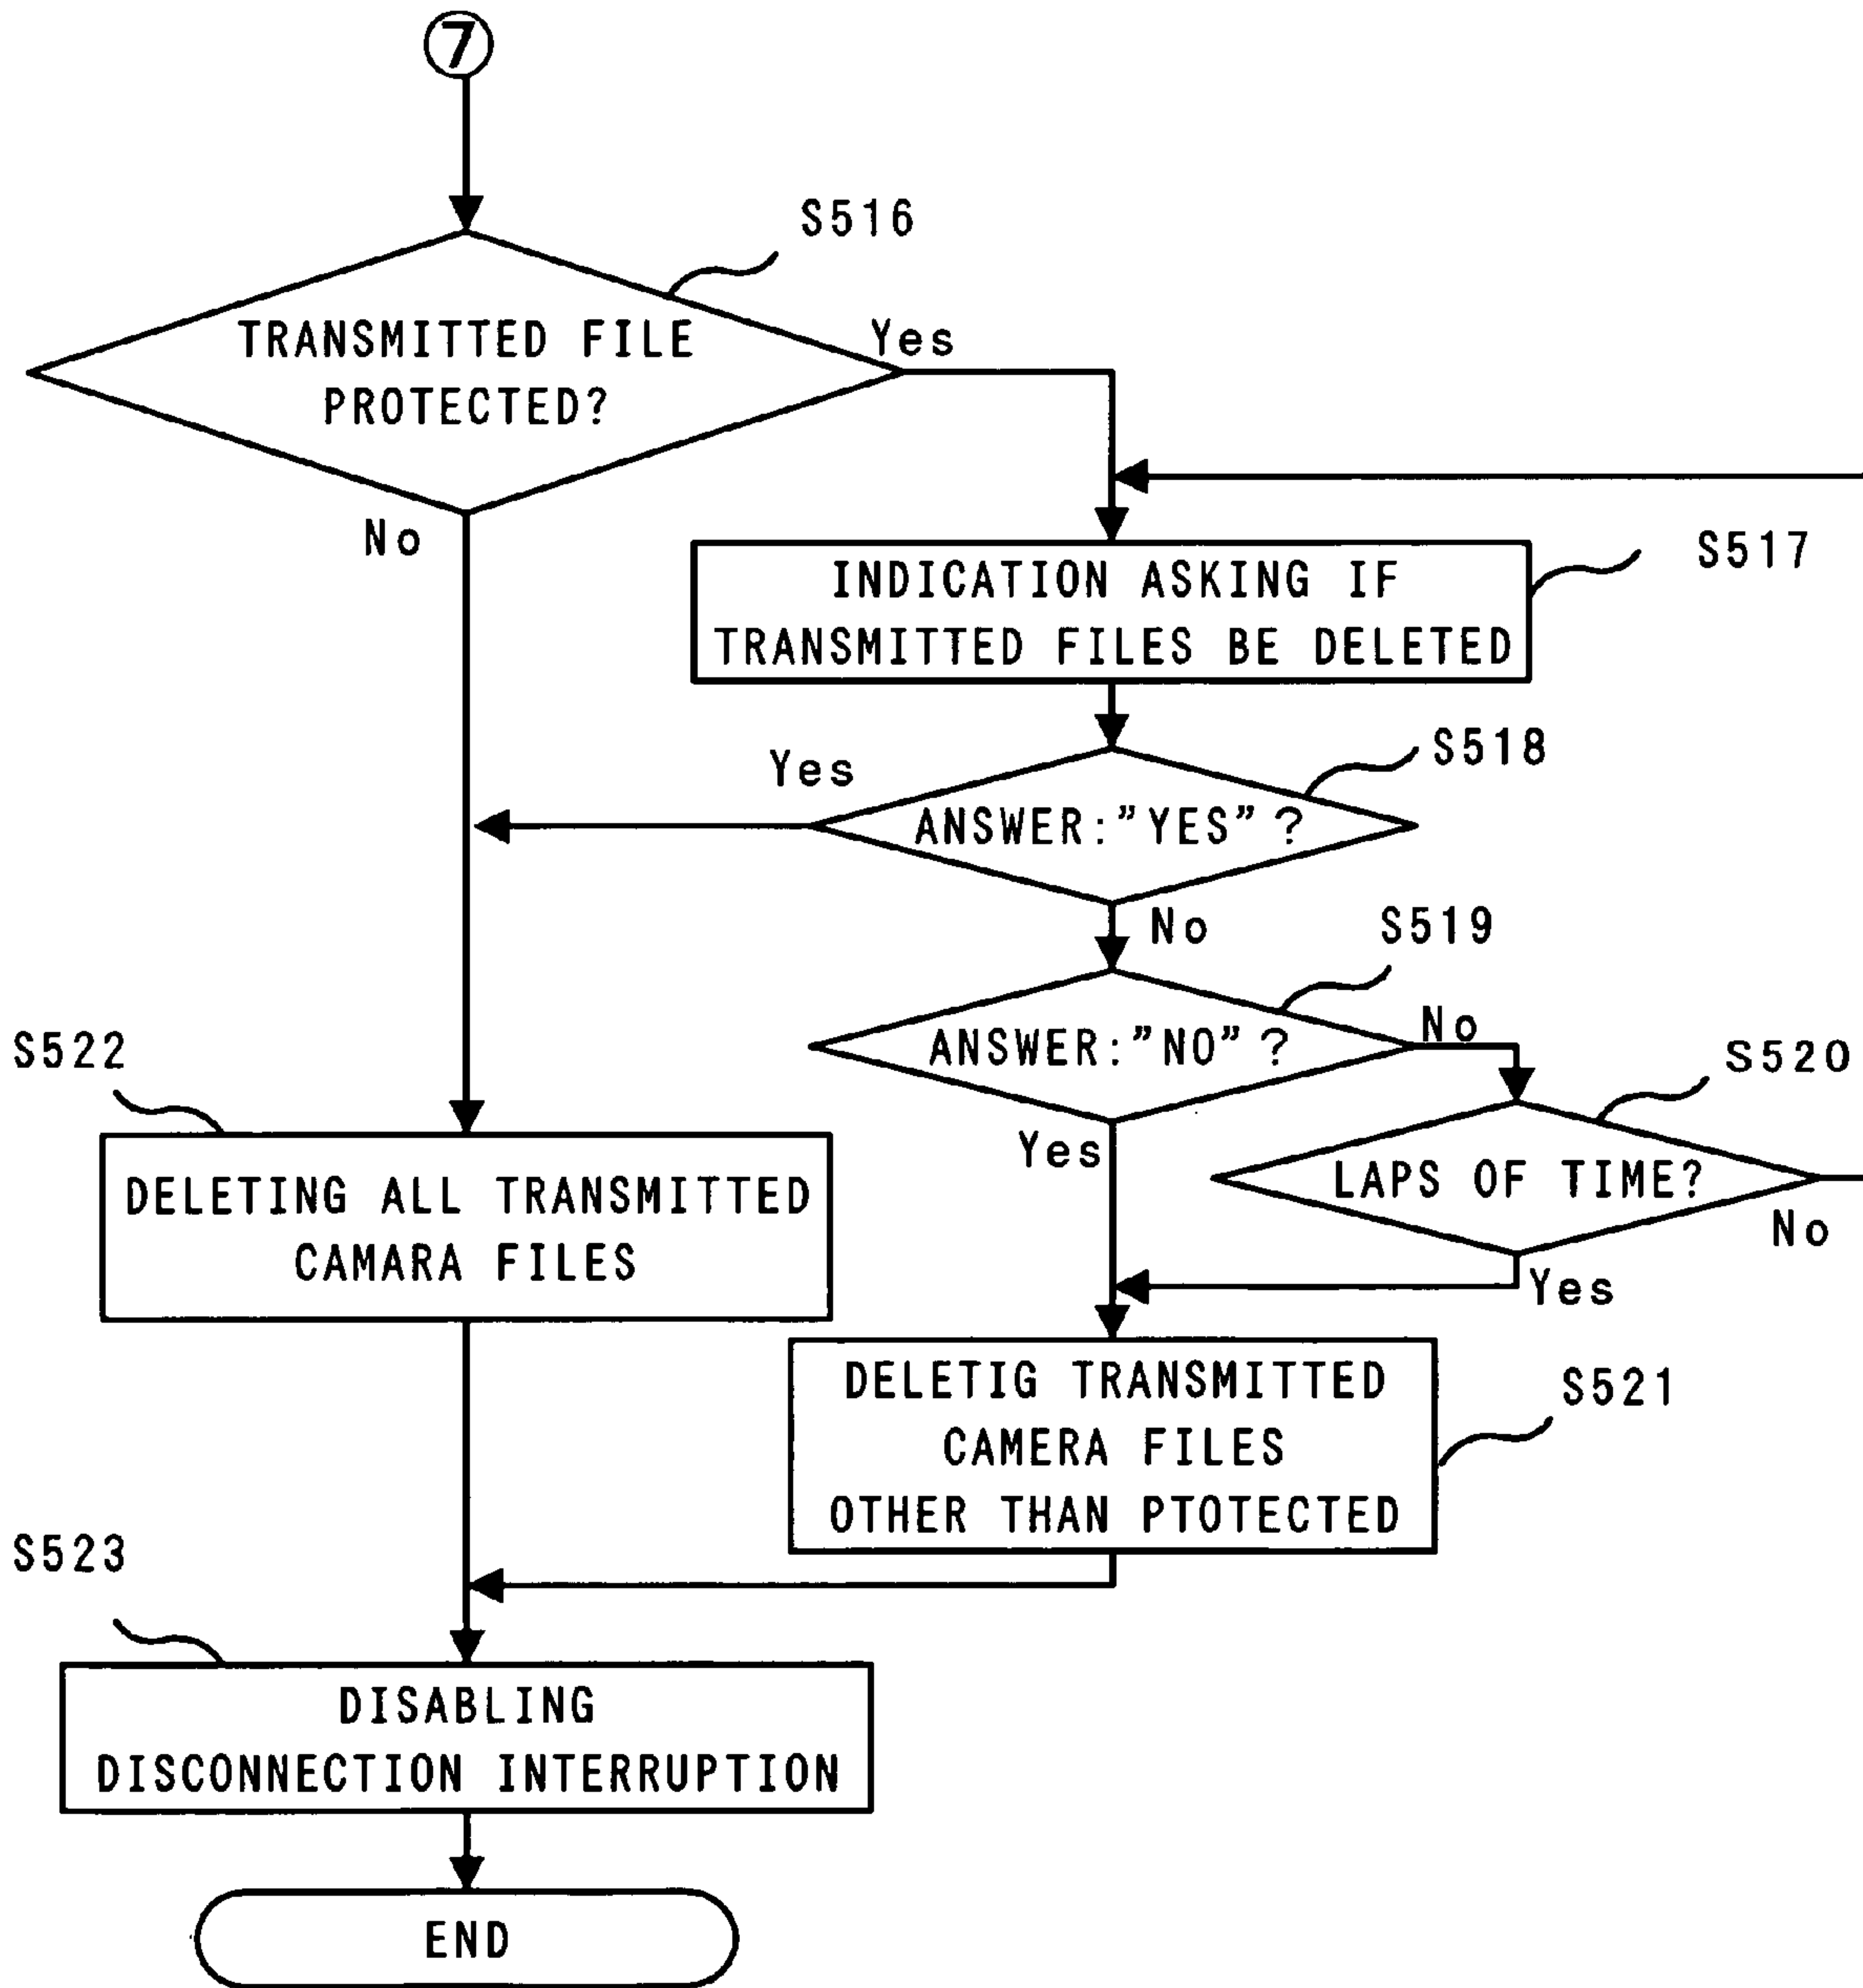 7
S516
TRANSMITTED FILE
PROTECTED?
Yes
No
S517
INDICATION ASKING IF
TRANSMITTED FILES BE DELETED
S518
Yes
ANSWER:"YES"?
No
S519
ANSWER:"NO"?
No
Yes
S520
LAPS OF TIME?
No
Yes
S522
DELETING ALL TRANSMITTED
CAMARA FILES
S521
DELETIG TRANSMITTED
CAMERA FILES
OTHER THAN PTOTECTED
S523
DISABLING
DISCONNECTION INTERRUPTION
END